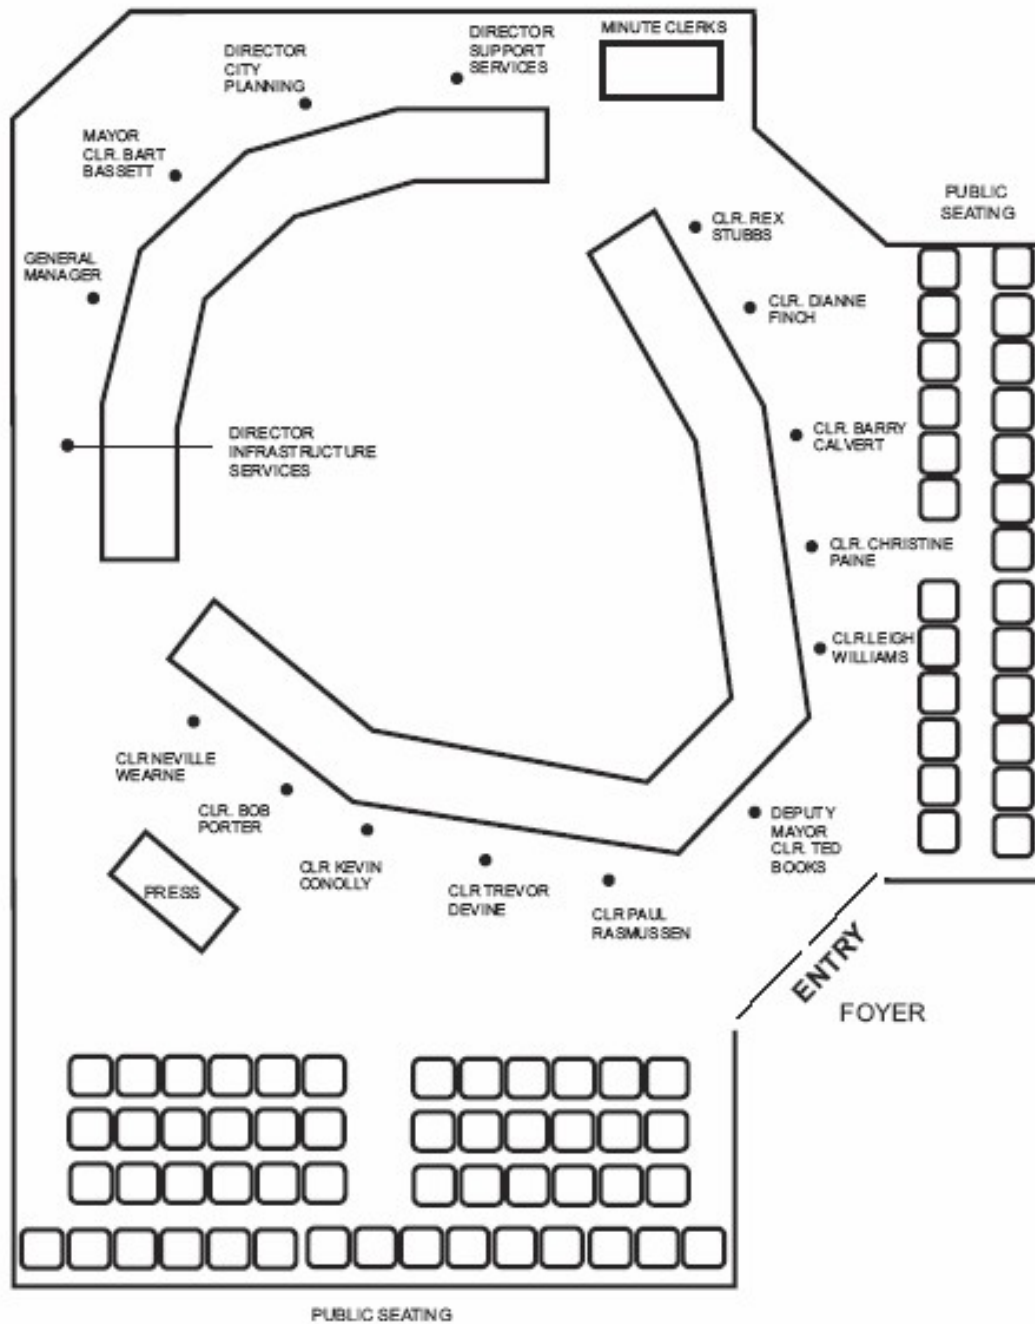 MINUTE CLERKS
DIRECTOR
SUPPORT
SERVICES
DIRECTOR
CITY
PLANNING
MAYOR
CLR. BART
BASSETT
GENERAL
MANAGER
DIRECTOR
INFRASTRUCTURE
SERVICES
PUBLIC
SEATING
CLR. REX
STUBBS
CLR. DIANNE
FINCH
CLR. BARRY
CALVERT
CLR. CHRISTINE
PAINE
CLR.LEIGH
WILLIAMS
DEPUTY
MAYOR
CLR. TED
BOOKS
CLR PAUL
RASMUSSEN
CLR TREVOR
DEVINE
CLR KEVIN
CONOLLY
CLR. BOB
PORTER
CLR NEVILLE
WEARNE
PRESS
ENTRY
FOYER
PUBLIC SEATING